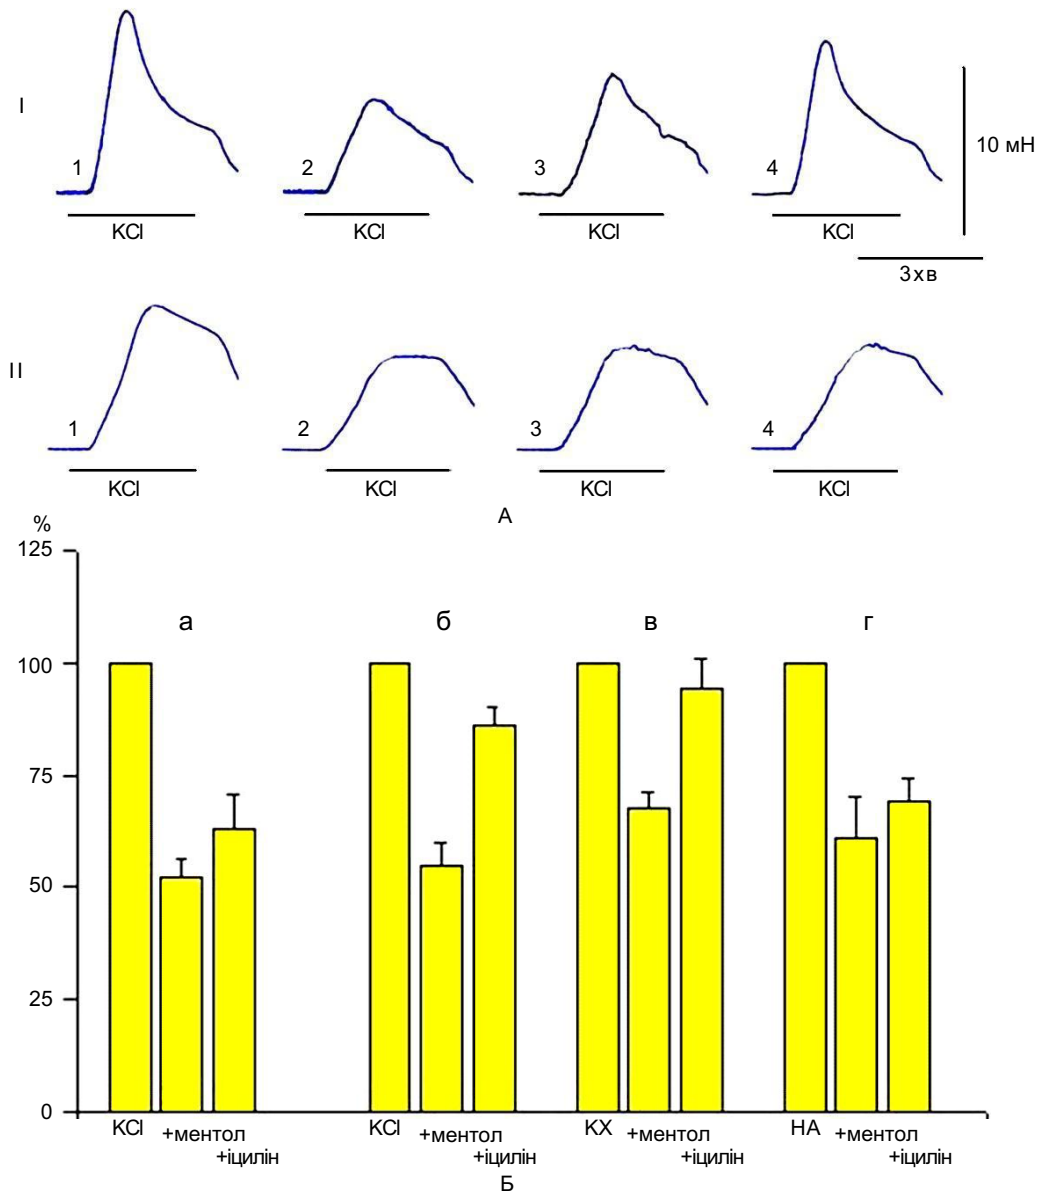 I
1
2
3
4
10 мН
KCl
KCl
KCl
KCl
3хв
II
1
2
3
4
KCl
KCl
KCl
KCl
А
%
125
100
75
50
25
0
а
б
в
г
KCl +ментол
+іцилін
KCl +ментол
+іцилін
КХ +ментол
+іцилін
НА +ментол
+іцилін
Б